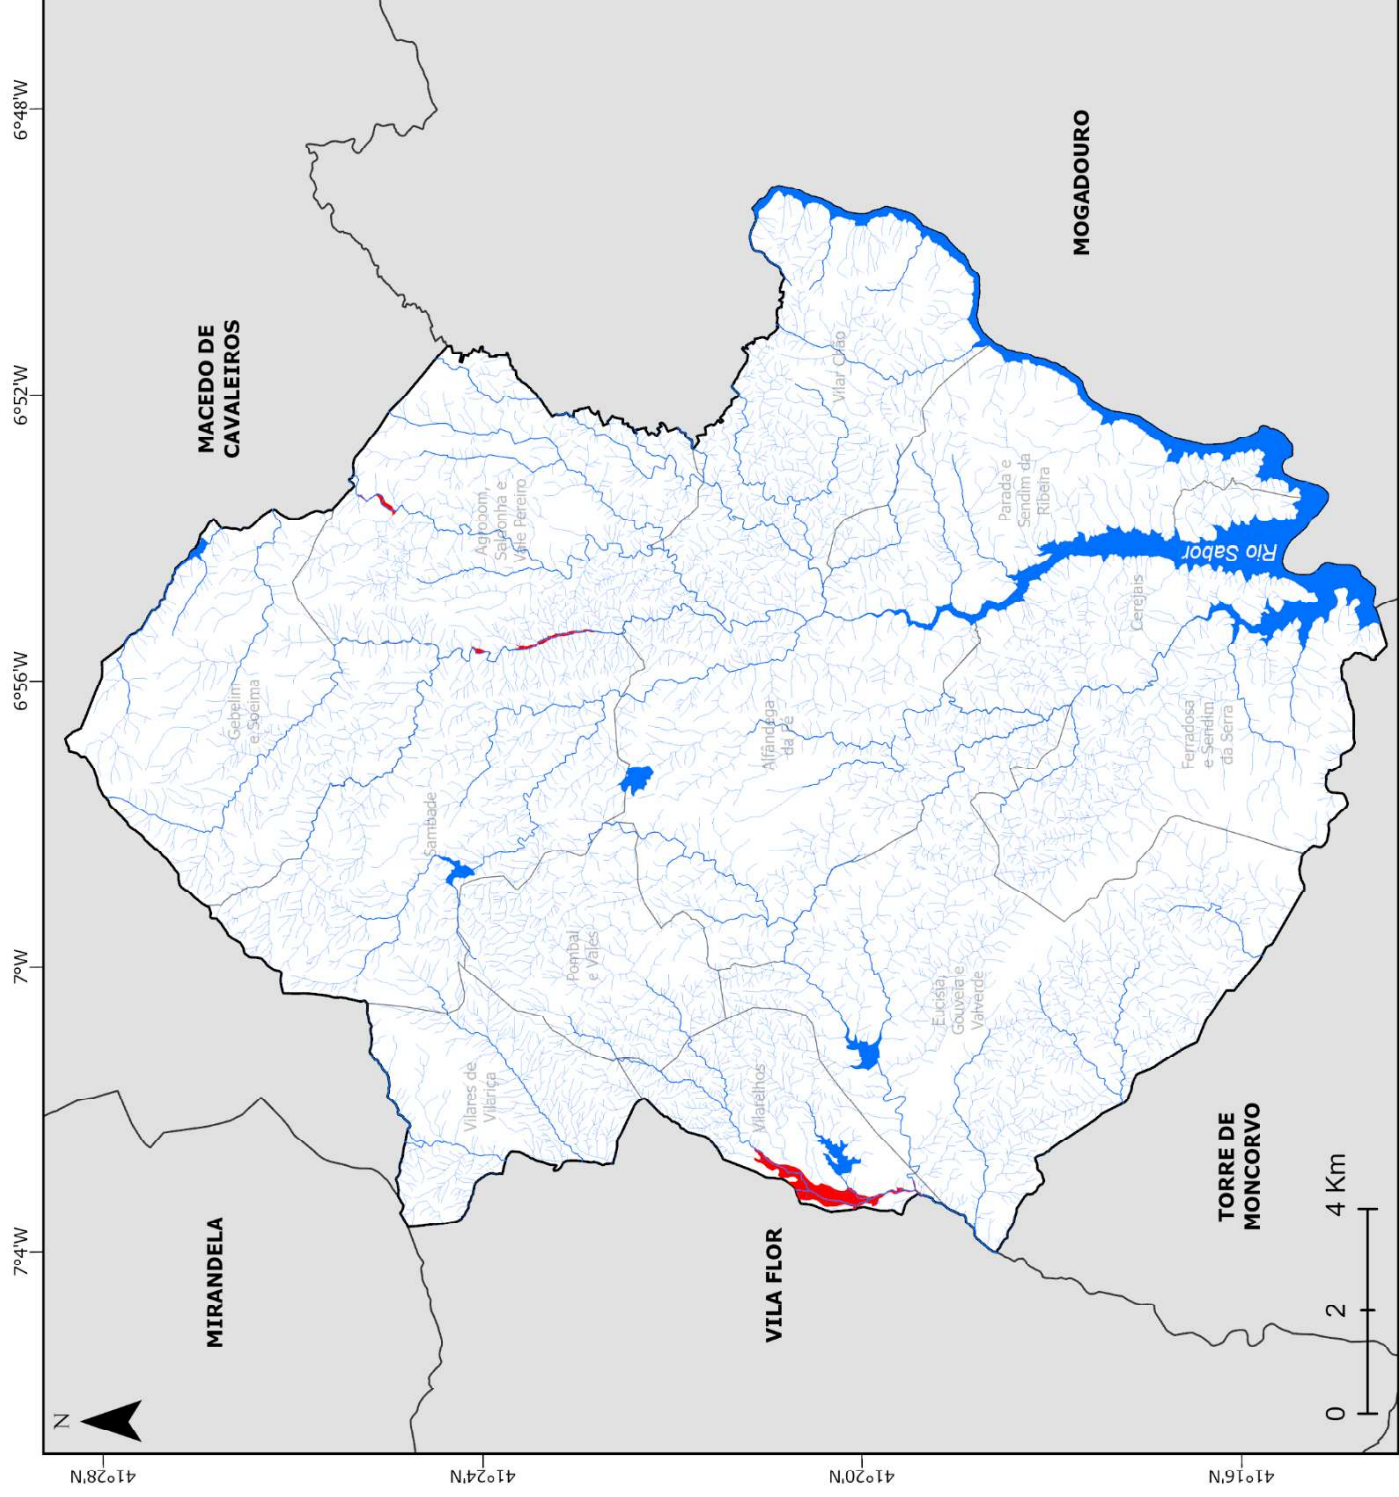 7°4'W
7°W
6°56'W
6°52'W
6°48'W
41°28'N
41°24'N
41°20'N
41°16'N
N
MIRANDELA
MACEDO DE
CAVALEIROS
VILA FLOR
MOGADOURO
TORRE DE
MONCORVO
Gebelim
e Soeima
Sambade
Agrobom,
Salgonha e
Vale Pereiro
Vilares de
Vilariça
Pombal
e Vales
Vilarelhos
Alfândega
da Fé
Vilar Chão
Eucisia,
Gouveia e
Valverde
Parada e
Sendim da
Ribeira
Cerejais
Ferradosa
e Sendim
da Serra
Rio Sabor
0 2 4 Km